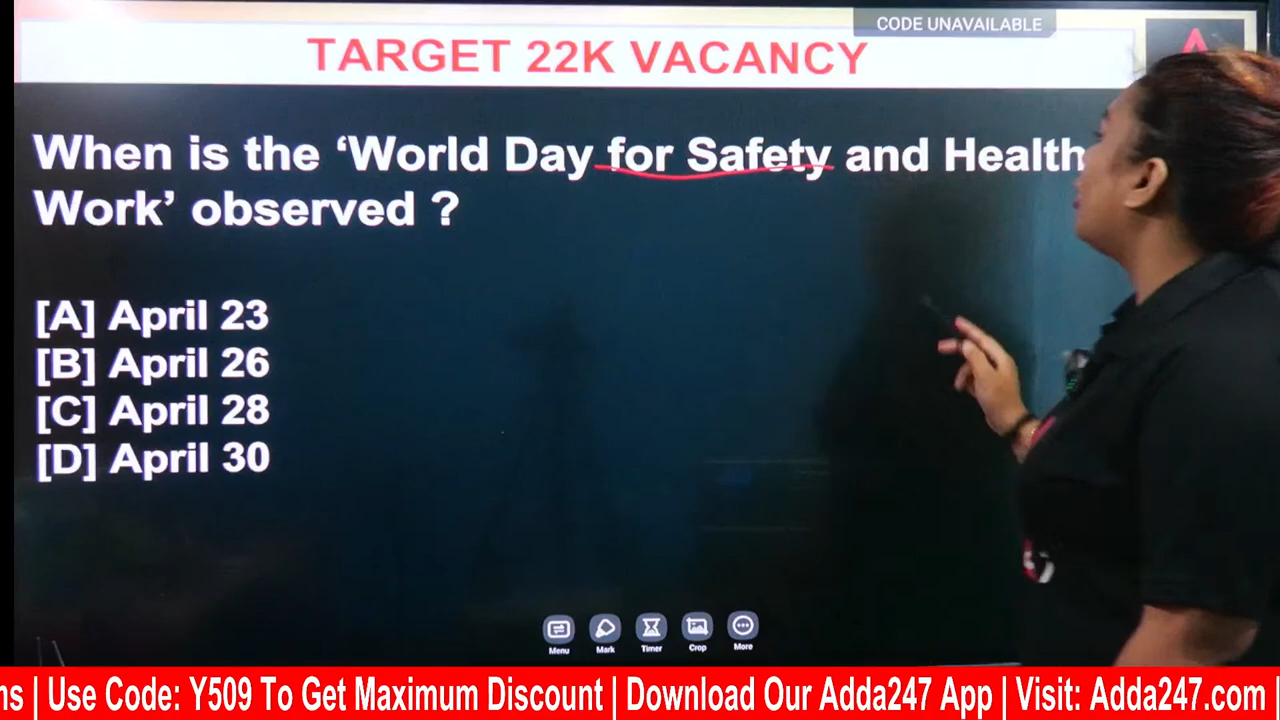 CODE UNAVAILABLE
TARGET 22K VACANCY
When is the ‘World Day for Safety and Health
Work’ observed ?
[A] April 23
[B] April 26
[C] April 28
[D] April 30
Menu Mark Timer Crop More
| Use Code: Y509 To Get Maximum Discount | Download Our Adda247 App | Visit: Adda247.com |